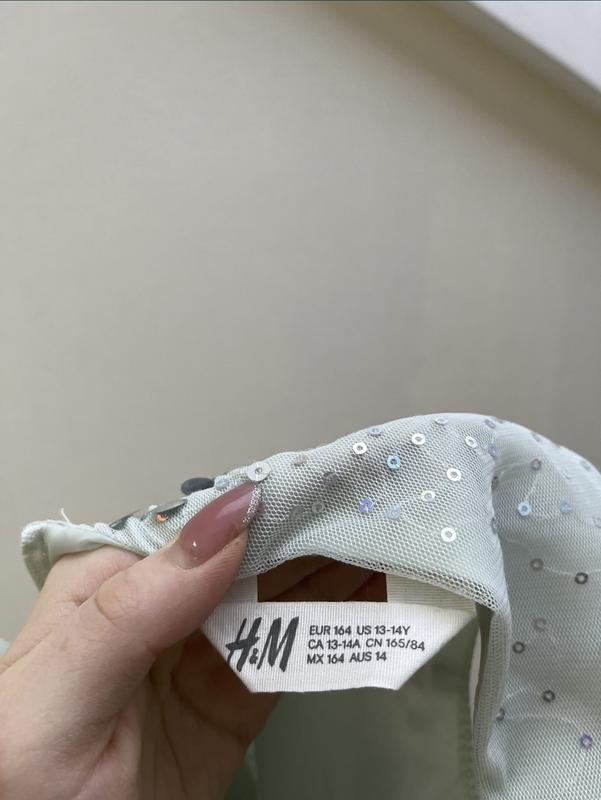 H&M
EUR 164 US 13-14Y
CA 13-14A CN 165/84
MX 164 AUS 14